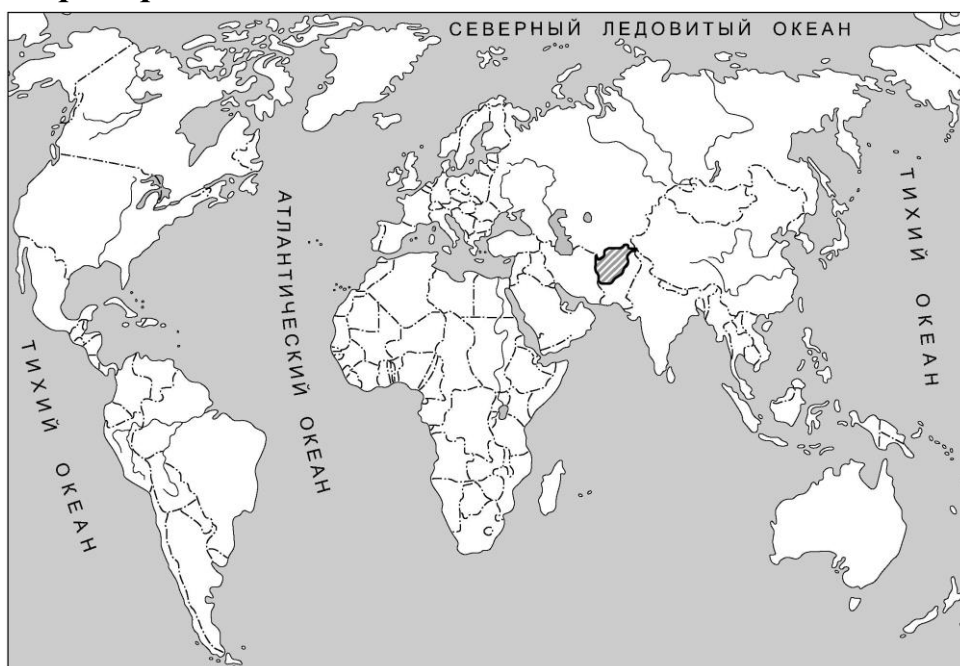 СЕВЕРНЫЙ ЛЕДОВИТЫЙ ОКЕАН
ТИХИЙ ОКЕАН
АТЛАНТИЧЕСКИЙ ОКЕАН
ТИХИЙ ОКЕАН